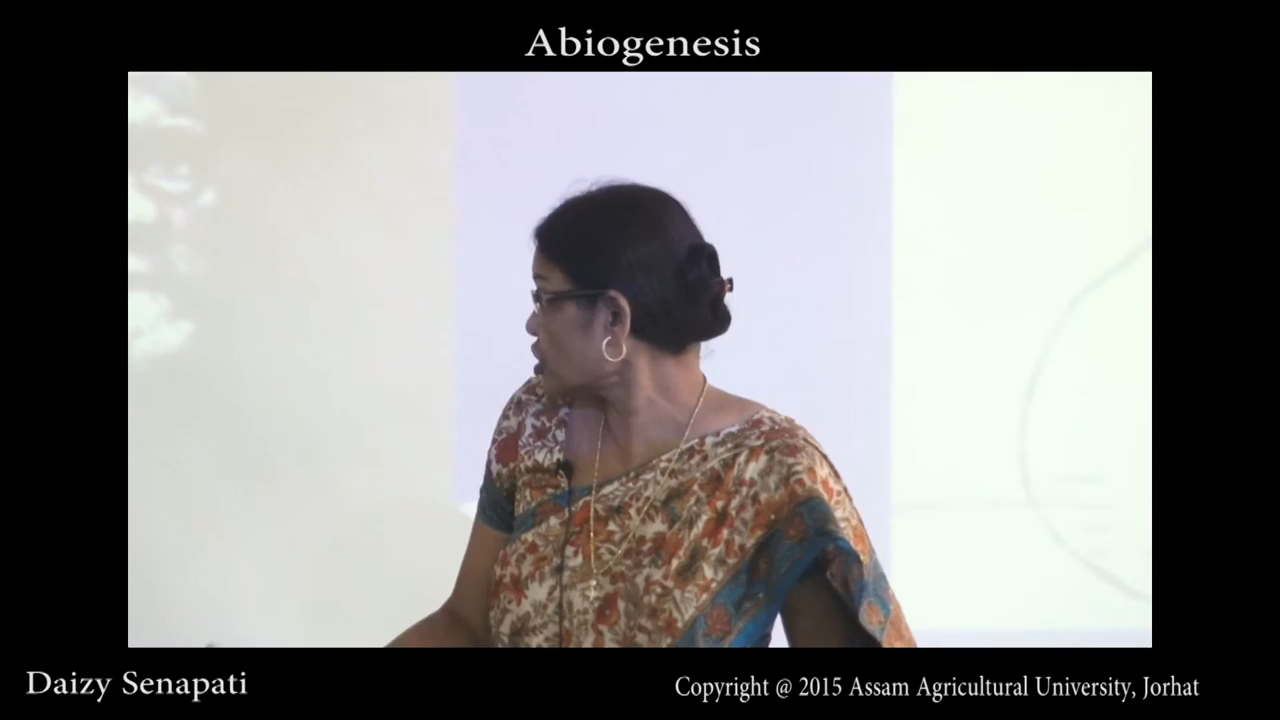 Abiogenesis
Daizy Senapati
Copyright @ 2015 Assam Agricultural University, Jorhat